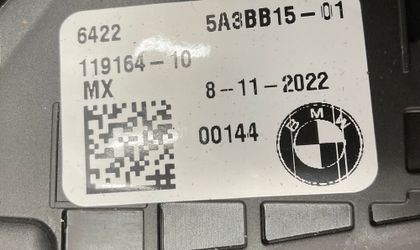 6422 5A3BB15-01
119164-10
MX 8-11-2022
00144 BMW